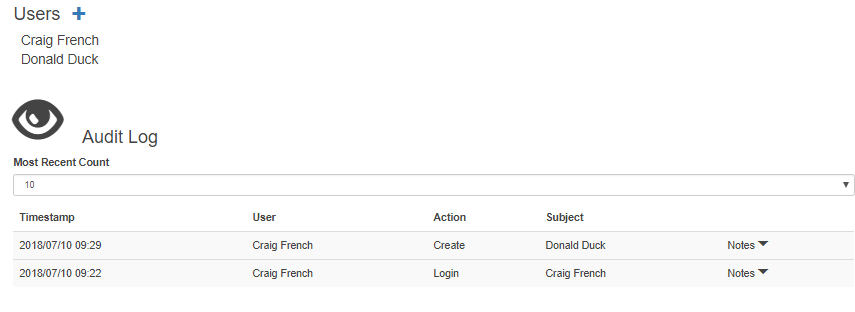 Users +
Craig French
Donald Duck
Audit Log
Most Recent Count
10
Timestamp User Action Subject
2018/07/10 09:29 Craig French Create Donald Duck Notes
2018/07/10 09:22 Craig French Login Craig French Notes